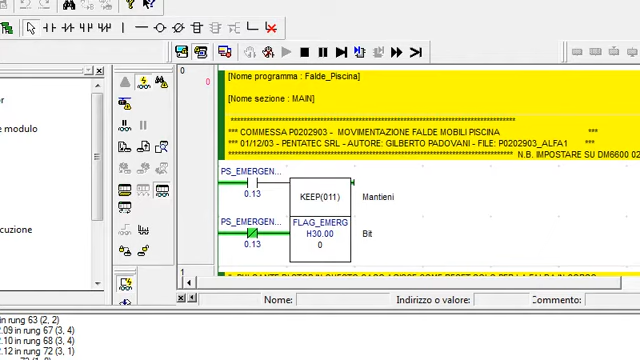 0
0
[Nome programma : Falde_Piscina]
[Nome sezione : MAIN]
*** COMMESSA P0202903 - MOVIMENTAZIONE FALDE MOBILI PISCINA ***
*** 01/12/03 - PENTATEC SRL - AUTORE: GILBERTO PADOVANI - FILE: P0202903_ALFA1 ***
N.B. IMPOSTARE SU DM6600 02
PS_EMERGEN...
0.13
KEEP(011)
Mantieni
PS_EMERGEN...
0.13
FLAG_EMERG
H30.00
0
Bit
1
or
e modulo
cuzione
Nome:
Indirizzo o valore:
Commento:
in rung 63 (2, 2)
.09 in rung 67 (3, 4)
.10 in rung 68 (3, 4)
.12 in rung 72 (3, 1)